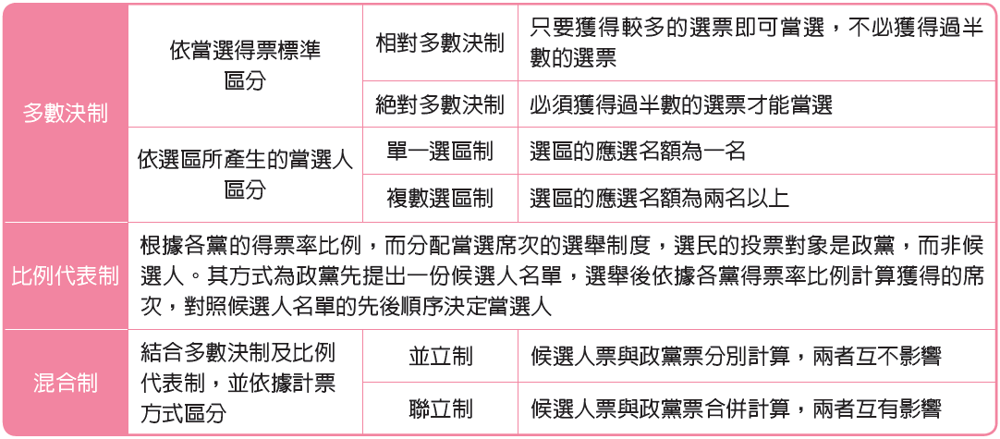 多數決制
依當選得票標準
區分
相對多數決制
只要獲得較多的選票即可當選，不必獲得過半
數的選票
絕對多數決制
必須獲得過半數的選票才能當選
依選區所產生的當選人
區分
單一選區制
選區的應選名額為一名
複數選區制
選區的應選名額為兩名以上
比例代表制
根據各黨的得票率比例，而分配當選席次的選舉制度，選民的投票對象是政黨，而非候
選人。其方式為政黨先提出一份候選人名單，選舉後依據各黨得票率比例計算獲得的席
次，對照候選人名單的先後順序決定當選人
混合制
結合多數決制及比例
代表制，並依據計票
方式區分
並立制
候選人票與政黨票分別計算，兩者互不影響
聯立制
候選人票與政黨票合併計算，兩者互有影響